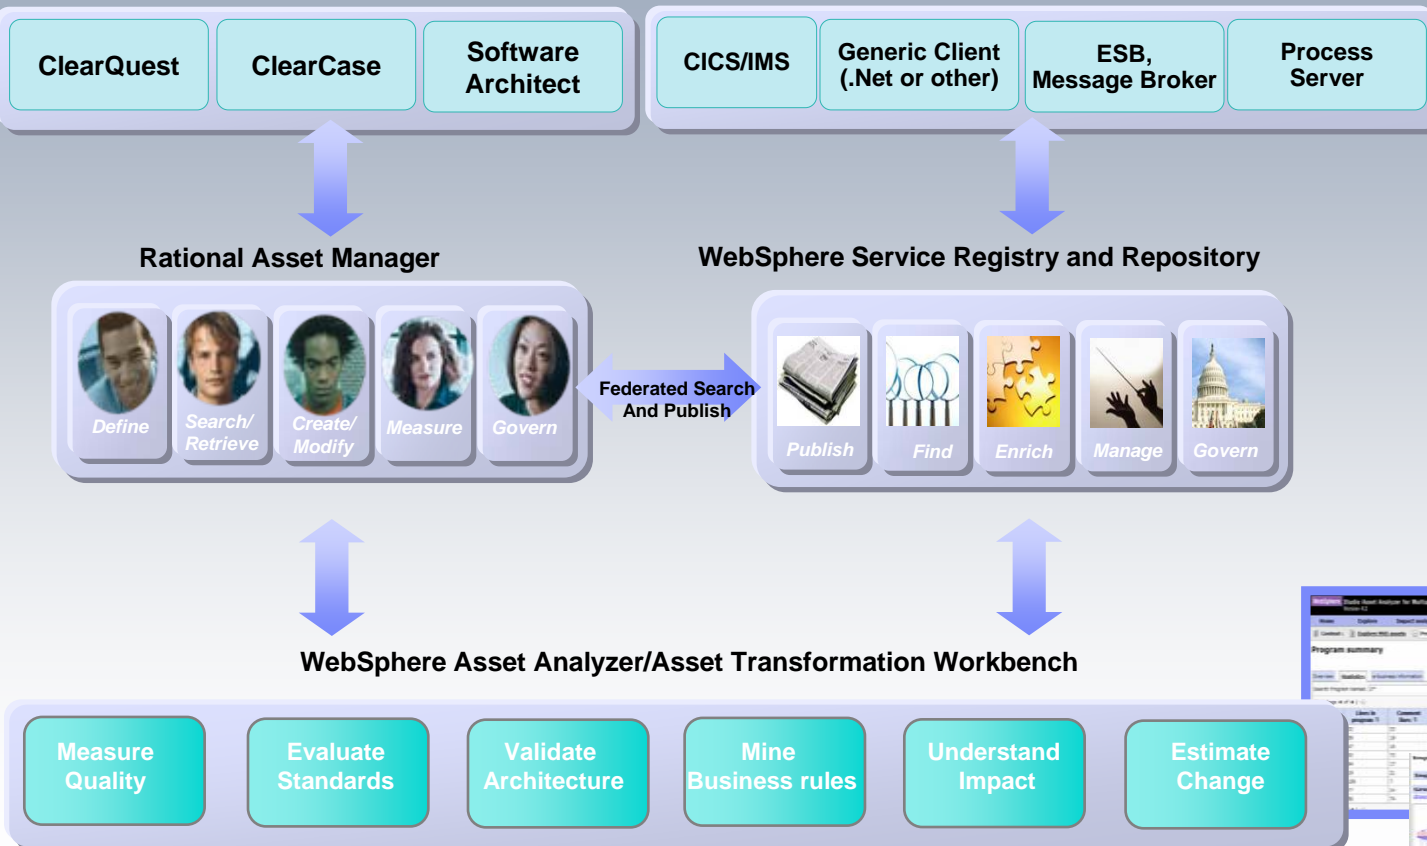 ClearQuest
ClearCase
Software
Architect
CICS/IMS
Generic Client
(.Net or other)
ESB,
Message Broker
Process
Server
Rational Asset Manager
WebSphere Service Registry and Repository
Define
Search/
Retrieve
Create/
Modify
Measure
Govern
Federated Search
And Publish
Publish
Find
Enrich
Manage
Govern
WebSphere Asset Analyzer/Asset Transformation Workbench
Program summary
Measure
Quality
Evaluate
Standards
Validate
Architecture
Mine
Business rules
Understand
Impact
Estimate
Change